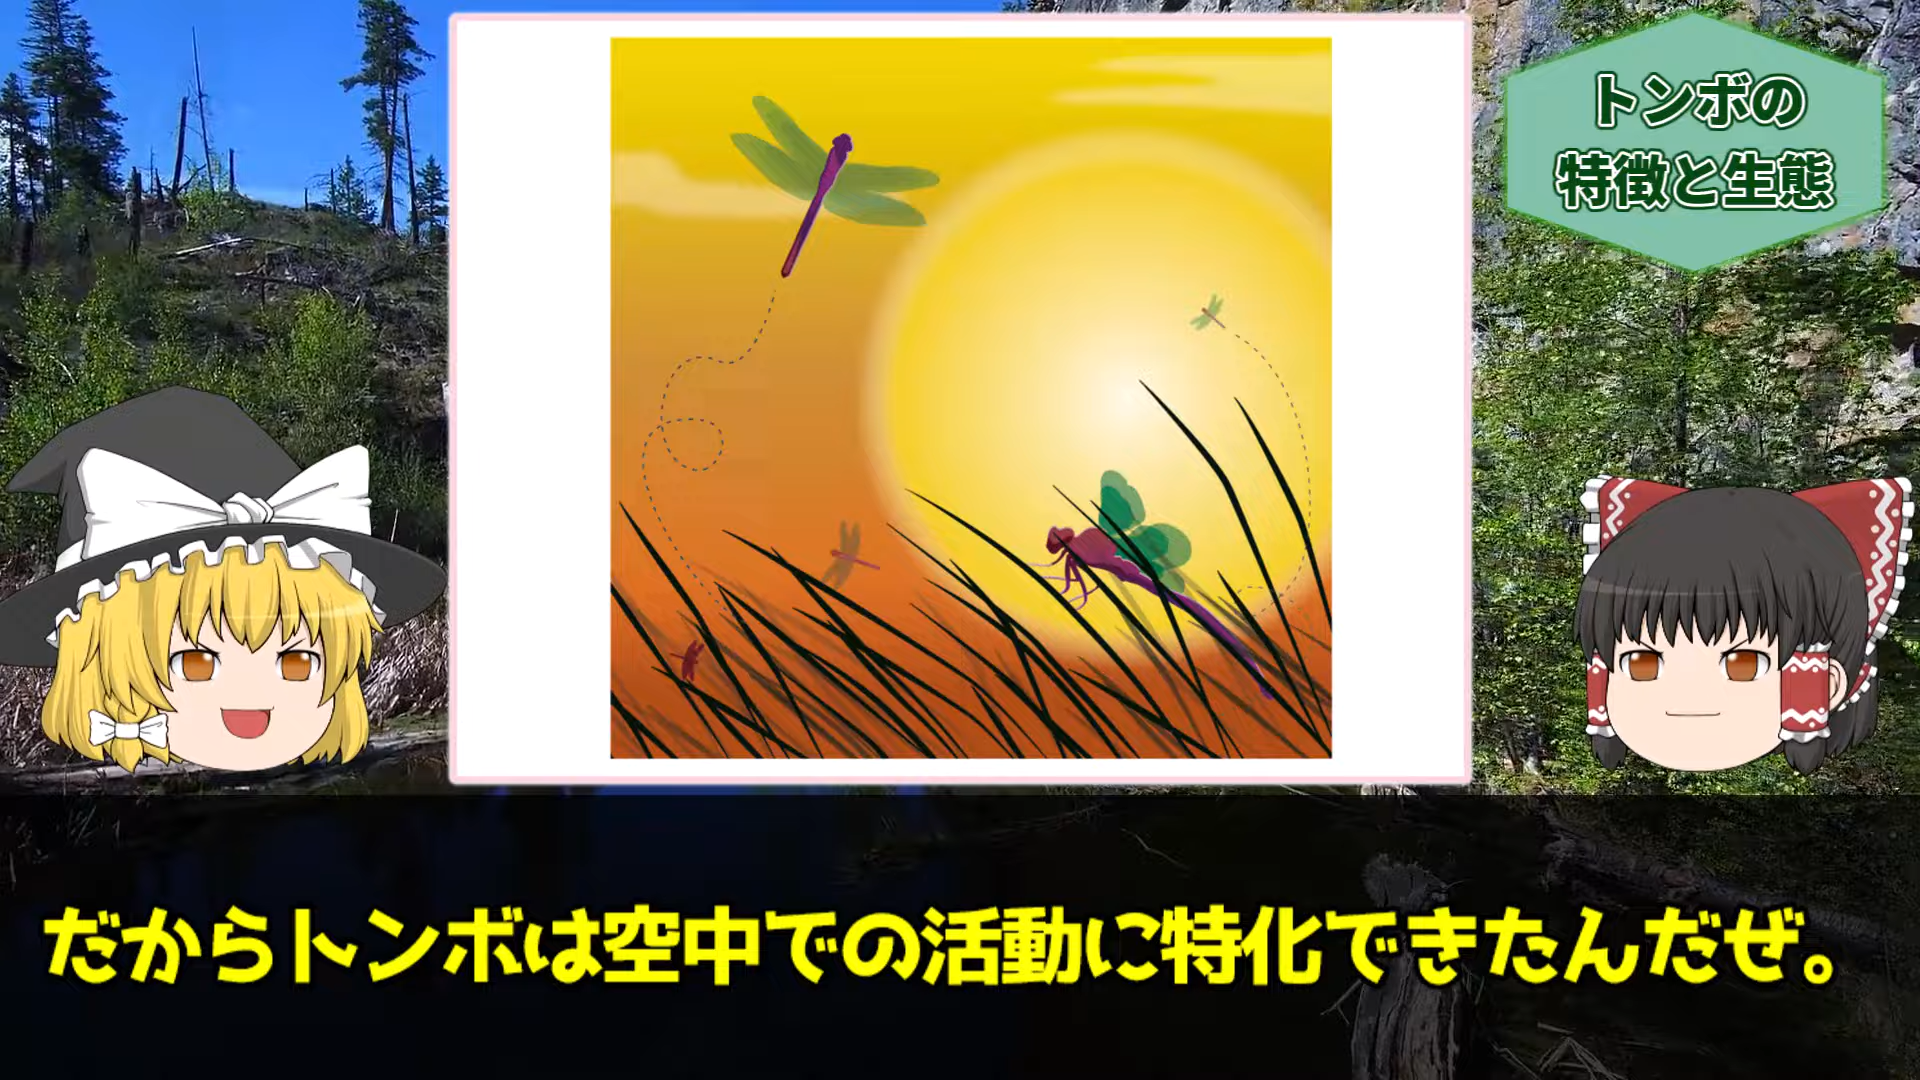 トンボの
特徴と生態
だからトンボは空中での活動に特化できたんだぜ。